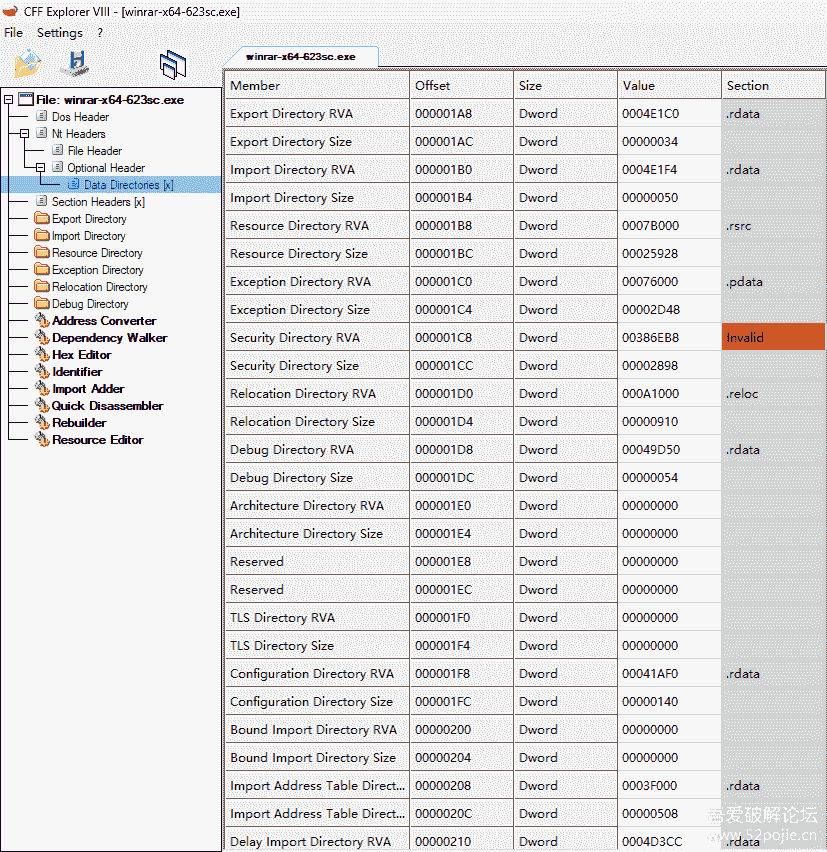 CFF Explorer VIII - [winrar-x64-623sc.exe]
File Settings ?
winrar-x64-623sc.exe
File: winrar-x64-623sc.exe
Dos Header
Nt Headers
File Header
Optional Header
Data Directories [x]
Section Headers [x]
Export Directory
Import Directory
Resource Directory
Exception Directory
Relocation Directory
Debug Directory
Address Converter
Dependency Walker
Hex Editor
Identifier
Import Adder
Quick Disassembler
Rebuilder
Resource Editor
Member Offset Size Value Section
Export Directory RVA 000001A8 Dword 0004E1C0 .rdata
Export Directory Size 000001AC Dword 00000034
Import Directory RVA 000001B0 Dword 0004E1F4 .rdata
Import Directory Size 000001B4 Dword 00000050
Resource Directory RVA 000001B8 Dword 0007B000 .rsrc
Resource Directory Size 000001BC Dword 00025928
Exception Directory RVA 000001C0 Dword 00076000 .pdata
Exception Directory Size 000001C4 Dword 00002D48
Security Directory RVA 000001C8 Dword 00386EB8 Invalid
Security Directory Size 000001CC Dword 00002898
Relocation Directory RVA 000001D0 Dword 000A1000 .reloc
Relocation Directory Size 000001D4 Dword 00000910
Debug Directory RVA 000001D8 Dword 00049D50 .rdata
Debug Directory Size 000001DC Dword 00000054
Architecture Directory RVA 000001E0 Dword 00000000
Architecture Directory Size 000001E4 Dword 00000000
Reserved 000001E8 Dword 00000000
Reserved 000001EC Dword 00000000
TLS Directory RVA 000001F0 Dword 00000000
TLS Directory Size 000001F4 Dword 00000000
Configuration Directory RVA 000001F8 Dword 00041AF0 .rdata
Configuration Directory Size 000001FC Dword 00000140
Bound Import Directory RVA 00000200 Dword 00000000
Bound Import Directory Size 00000204 Dword 00000000
Import Address Table Direct... 00000208 Dword 0003F000 .rdata
Import Address Table Direct... 0000020C Dword 00000508
Delay Import Directory RVA 00000210 Dword 0004D3CC .rdata
吾爱破解论坛
www.52pojie.cn